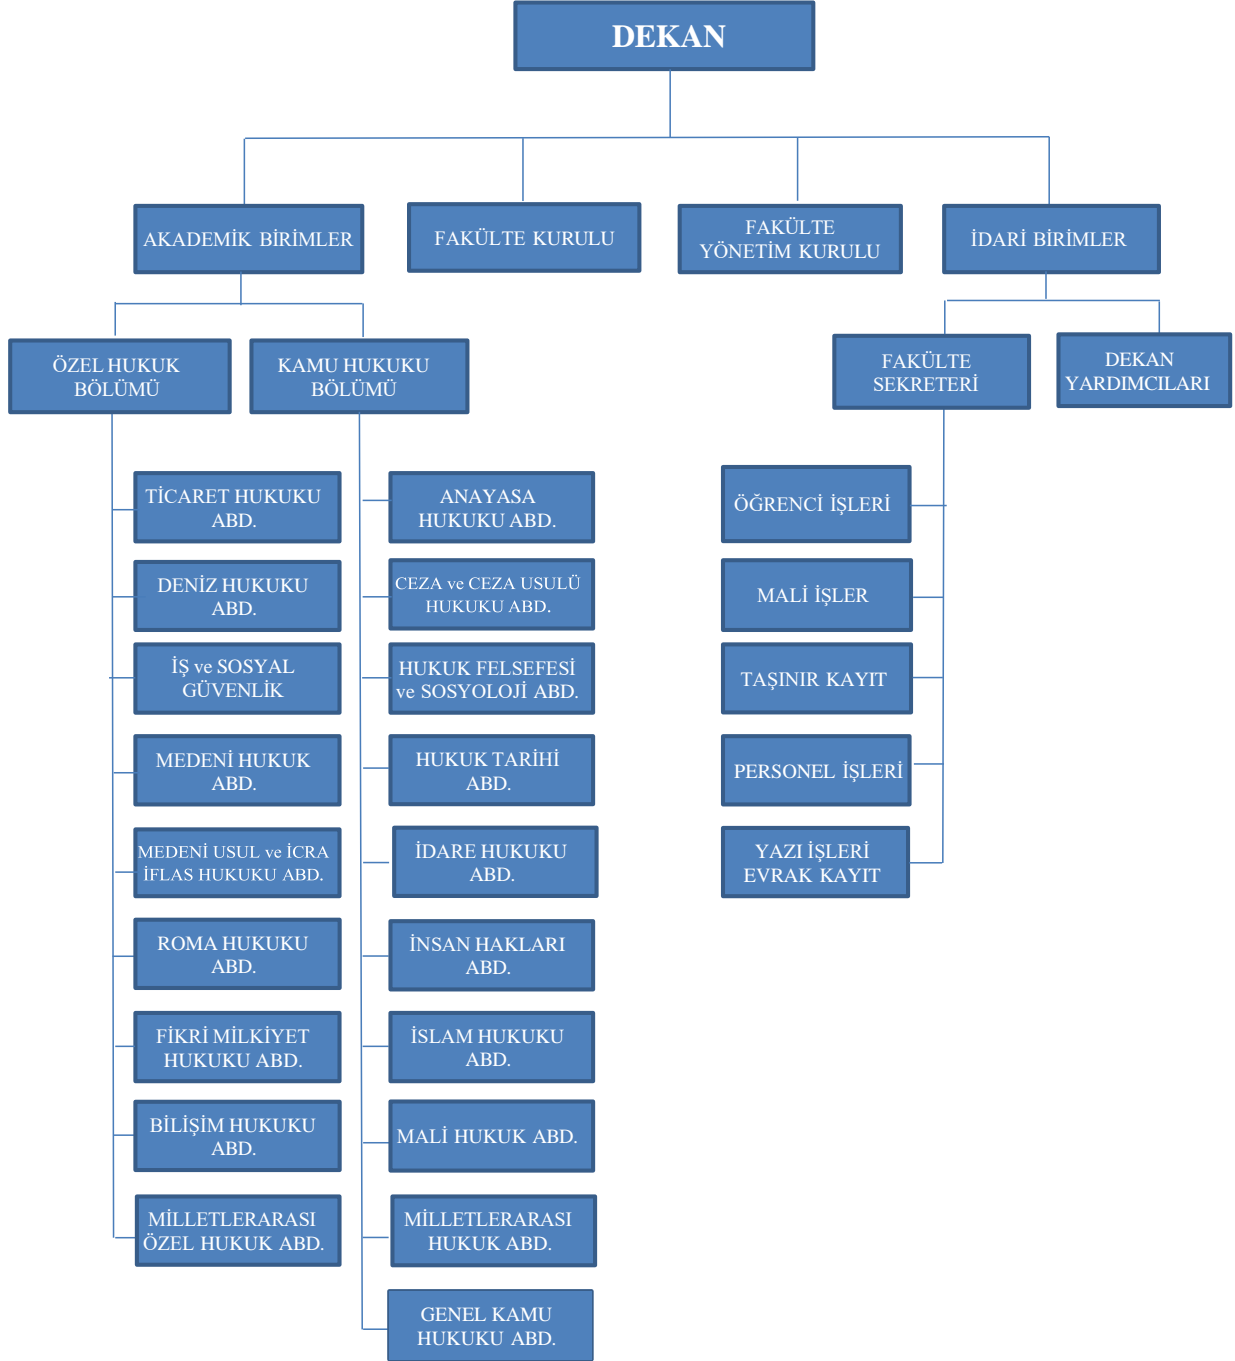 DEKAN
AKADEMİK BİRİMLER
FAKÜLTE KURULU
FAKÜLTE
YÖNETİM KURULU
İDARİ BİRİMLER
ÖZEL HUKUK
BÖLÜMÜ
KAMU HUKUKU
BÖLÜMÜ
FAKÜLTE
SEKRETERİ
DEKAN
YARDIMCILARI
TİCARET HUKUKU
ABD.
DENİZ HUKUKU
ABD.
İŞ ve SOSYAL
GÜVENLİK
MEDENİ HUKUK
ABD.
MEDENİ USUL ve İCRA
İFLAS HUKUKU ABD.
ROMA HUKUKU
ABD.
FİKRİ MİLKİYET
HUKUKU ABD.
BİLİŞİM HUKUKU
ABD.
MİLLETLERARASI
ÖZEL HUKUK ABD.
ANAYASA
HUKUKU ABD.
CEZA ve CEZA USULÜ
HUKUKU ABD.
HUKUK FELSEFESİ
ve SOSYOLOJİ ABD.
HUKUK TARİHİ
ABD.
İDARE HUKUKU
ABD.
İNSAN HAKLARI
ABD.
İSLAM HUKUKU
ABD.
MALİ HUKUK ABD.
MİLLETLERARASI
HUKUK ABD.
GENEL KAMU
HUKUKU ABD.
ÖĞRENCİ İŞLERİ
MALİ İŞLER
TAŞINIR KAYIT
PERSONEL İŞLERİ
YAZI İŞLERİ
EVRAK KAYIT